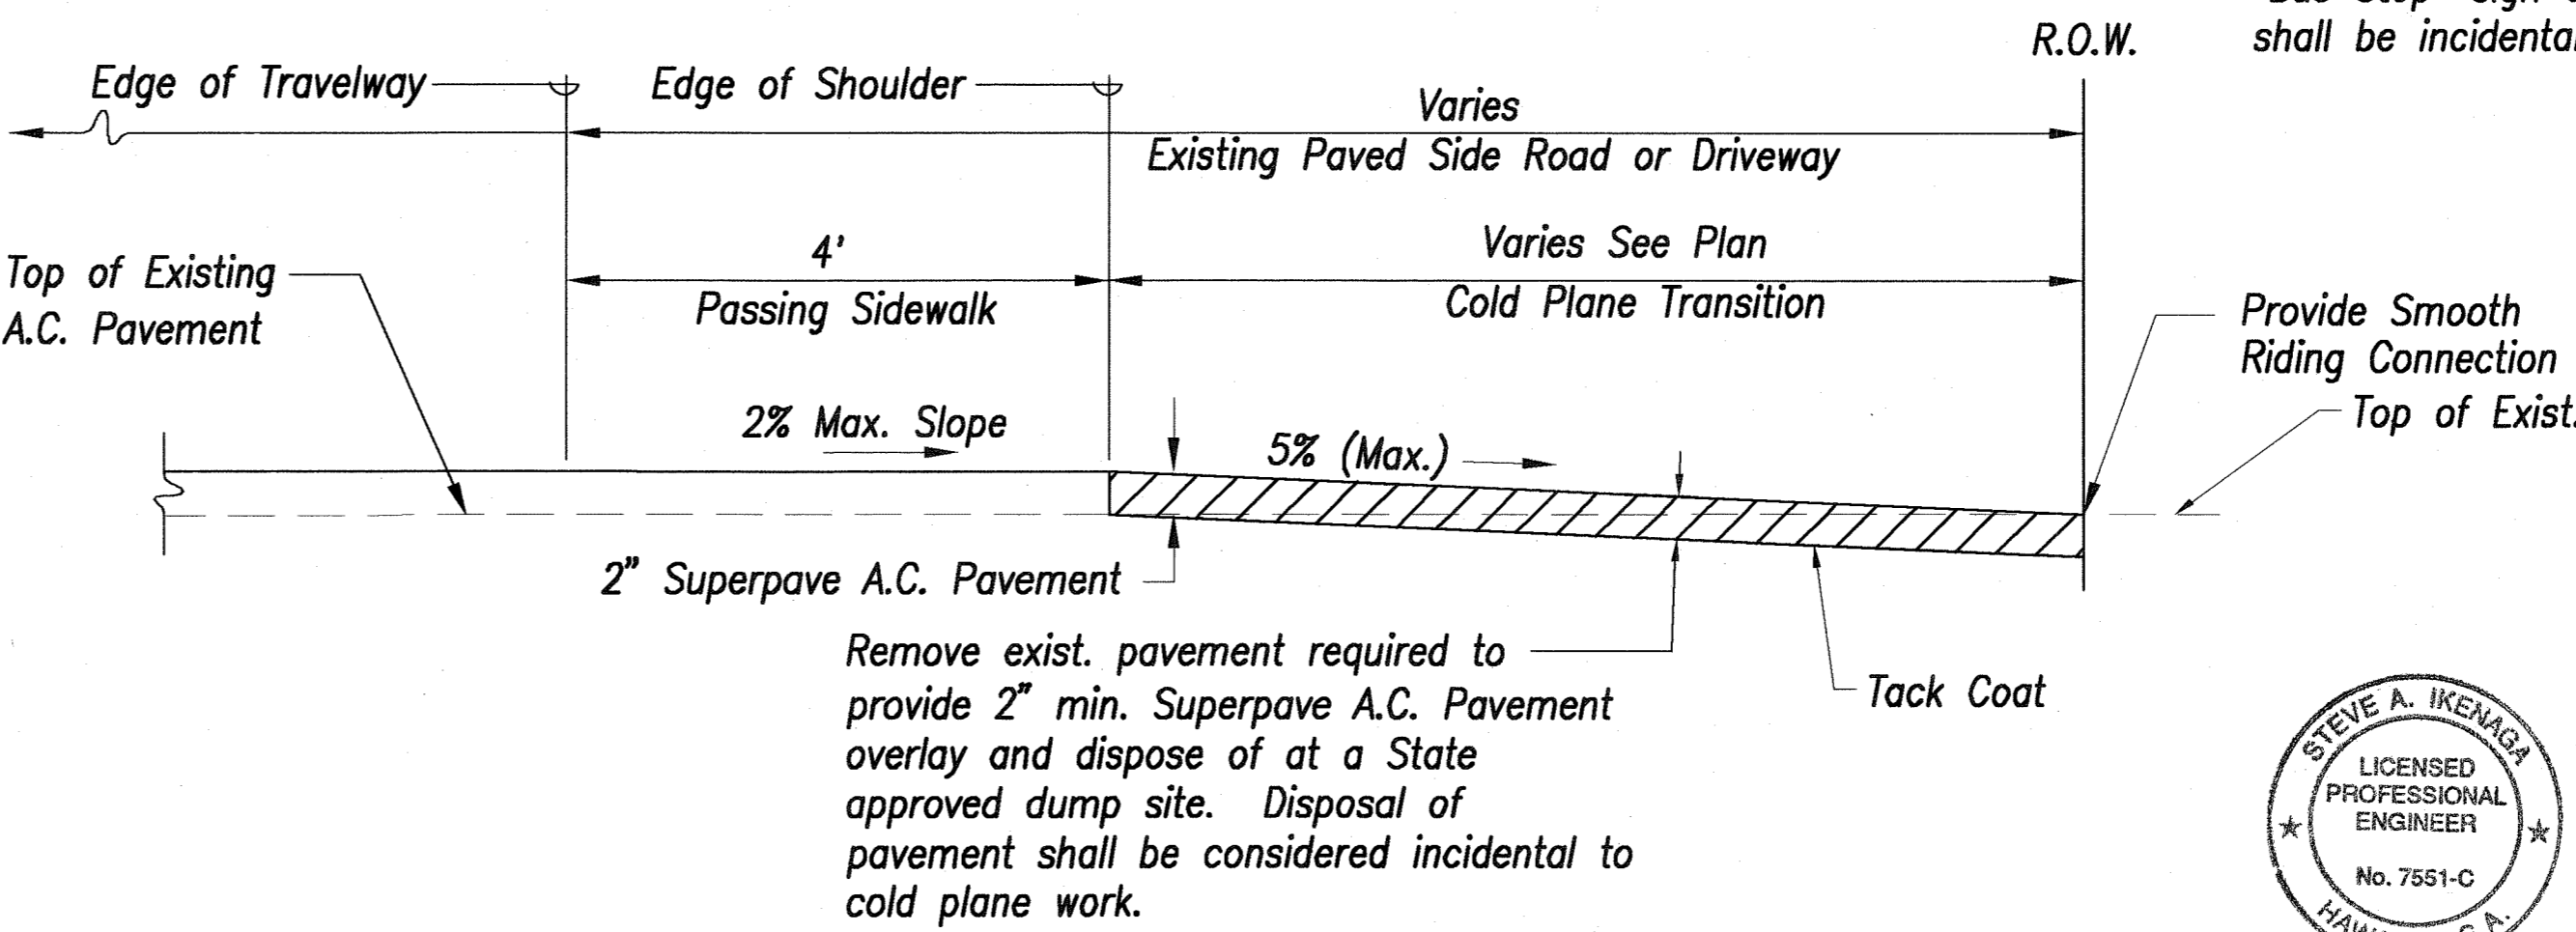 Stop Sign
shall be incidental
R.O.W.
Edge of Travelway
Edge of Shoulder
Varies
Existing Paved Side Road or Driveway
Top of Existing
A.C. Pavement
4'
Passing Sidewalk
Varies See Plan
Cold Plane Transition
Provide Smooth
Riding Connection
Top of Exist.
2% Max. Slope
5% (Max.)
2" Superpave A.C. Pavement
Remove exist. pavement required to
provide 2" min. Superpave A.C. Pavement
overlay and dispose of at a State
approved dump site. Disposal of
pavement shall be considered incidental to
cold plane work.
Tack Coat
STEVE A. IKENAGA
LICENSED
PROFESSIONAL
ENGINEER
No. 7551-C